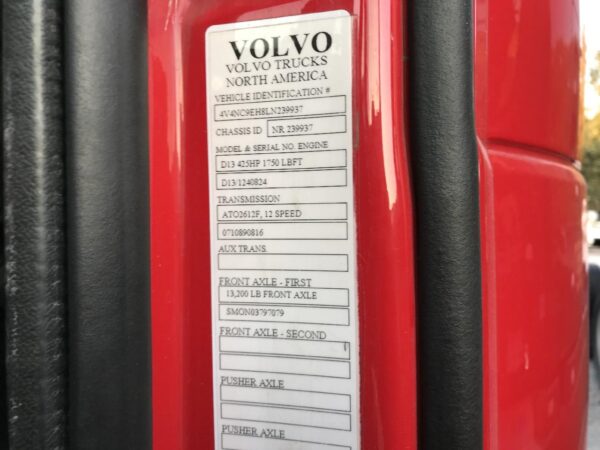 VOLVO
VOLVO TRUCKS
NORTH AMERICA
VEHICLE IDENTIFICATION #
4V4NC9EH8LN239937
CHASSIS ID NR 239937
MODEL & SERIAL NO. ENGINE
D13 425HP 1750 LBFT
D13/1240824
TRANSMISSION
ATO2612F, 12 SPEED
0710890816
AUX TRANS.
FRONT AXLE - FIRST
13,200 LB FRONT AXLE
SMON03797079
FRONT AXLE - SECOND
PUSHER AXLE
PUSHER AXLE